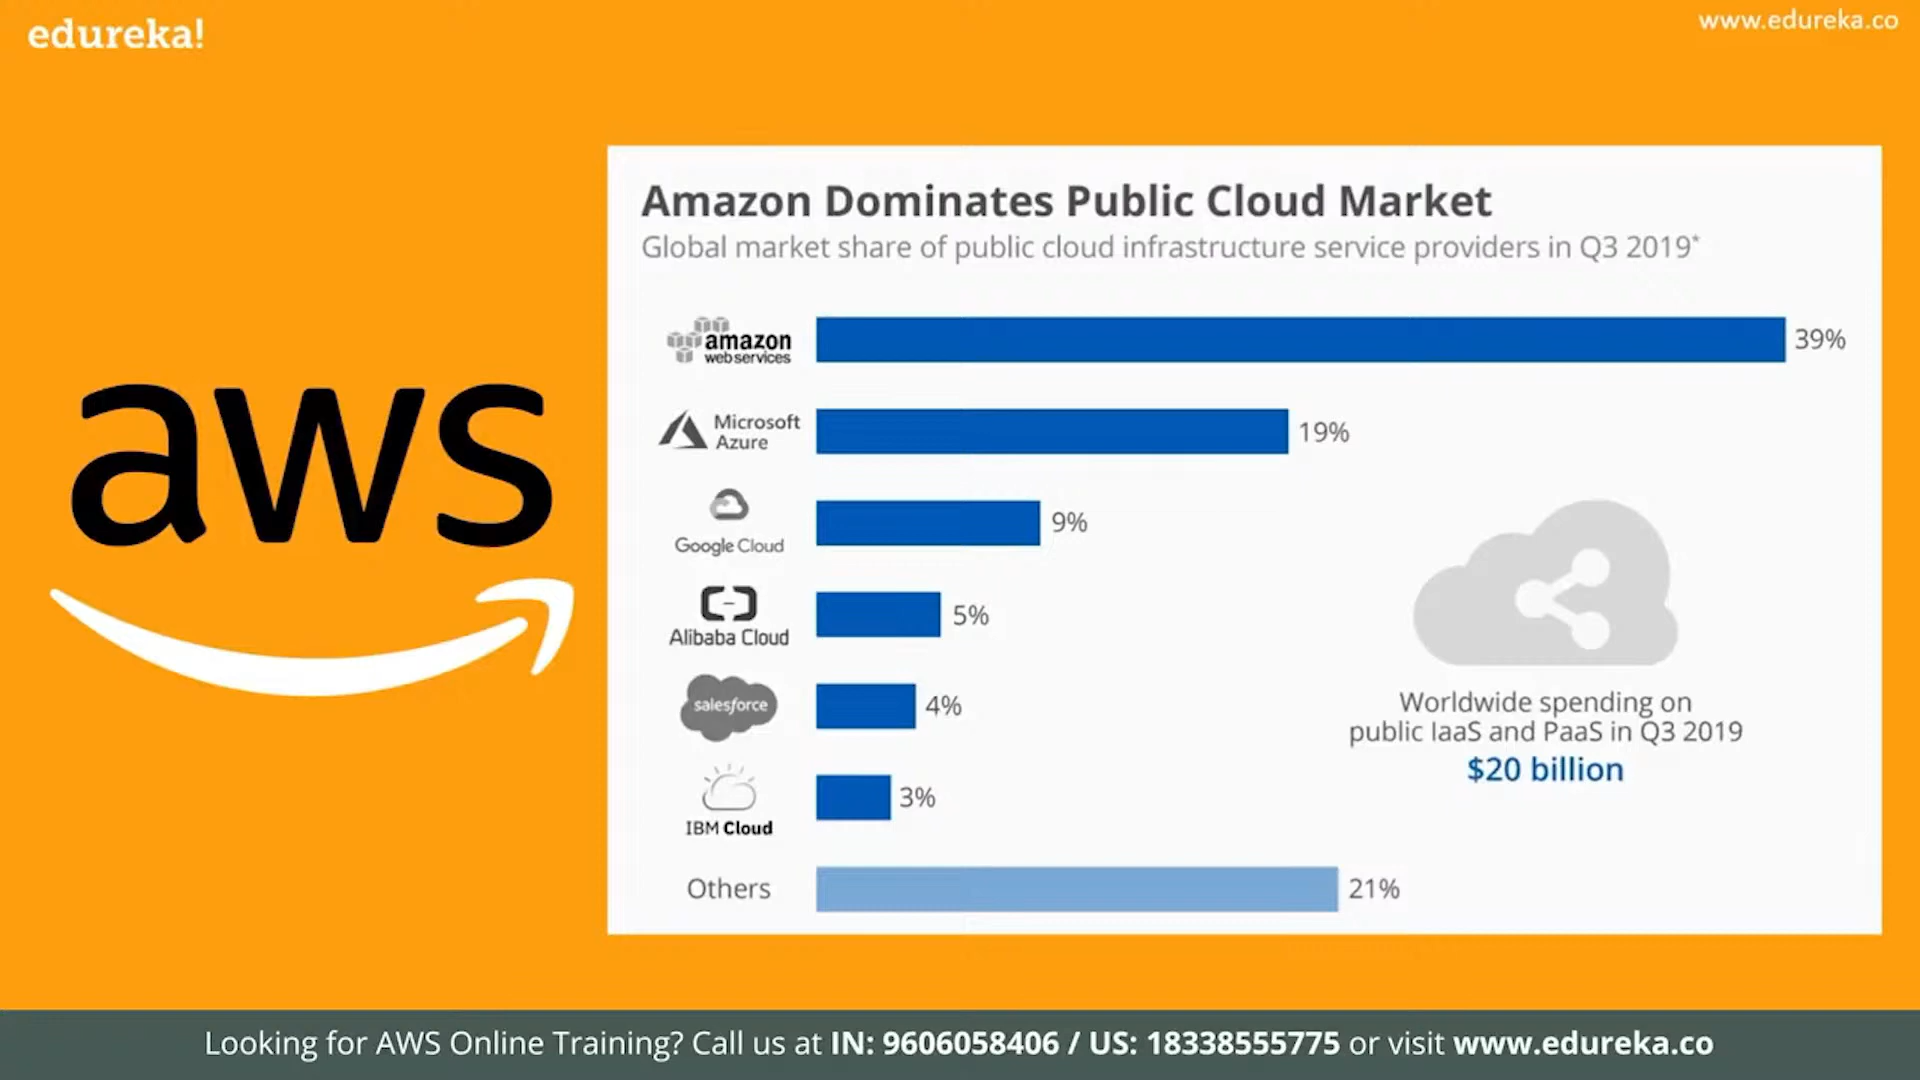 edureka!
www.edureka.co
aws
Amazon Dominates Public Cloud Market
Global market share of public cloud infrastructure service providers in Q3 2019*
amazon
webservices
39%
Microsoft
Azure
19%
Google Cloud
9%
Alibaba Cloud
5%
salesforce
4%
IBM Cloud
3%
Others
21%
Worldwide spending on
public IaaS and PaaS in Q3 2019
$20 billion
Looking for AWS Online Training? Call us at IN: 9606058406 / US: 18338555775 or visit www.edureka.co